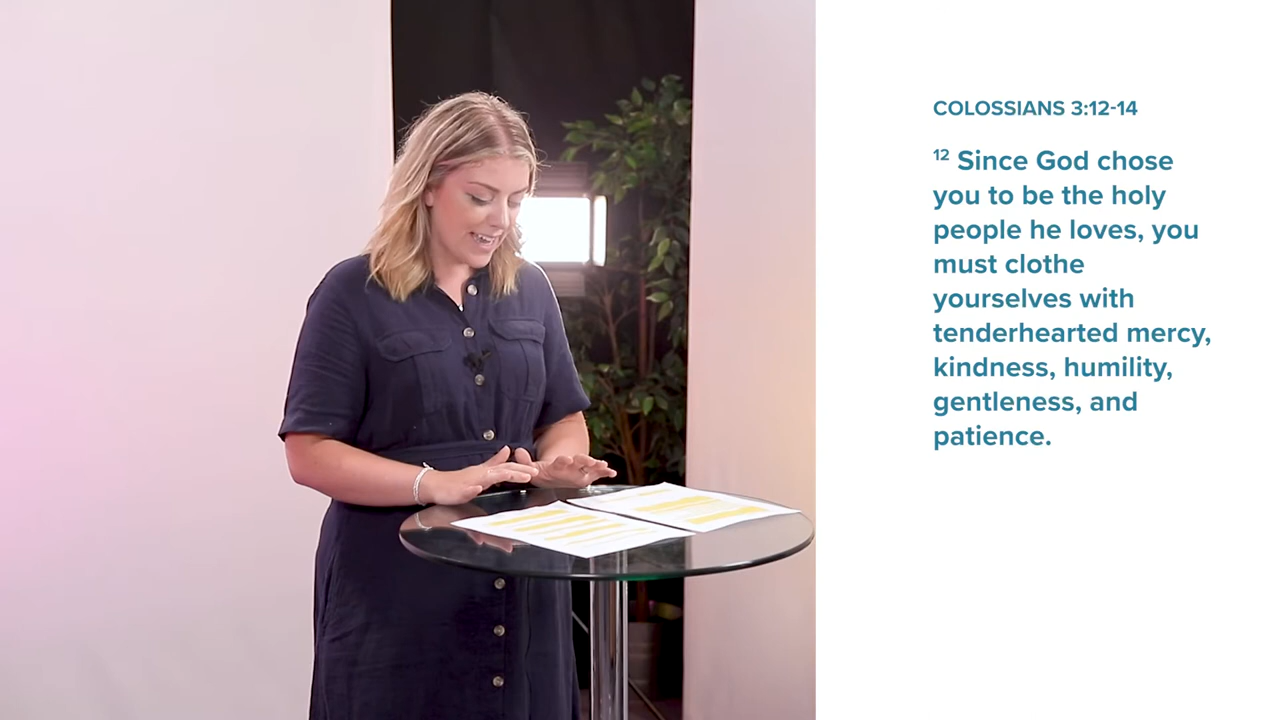 COLOSSIANS 3:12-14
12 Since God chose
you to be the holy
people he loves, you
must clothe
yourselves with
tenderhearted mercy,
kindness, humility,
gentleness, and
patience.